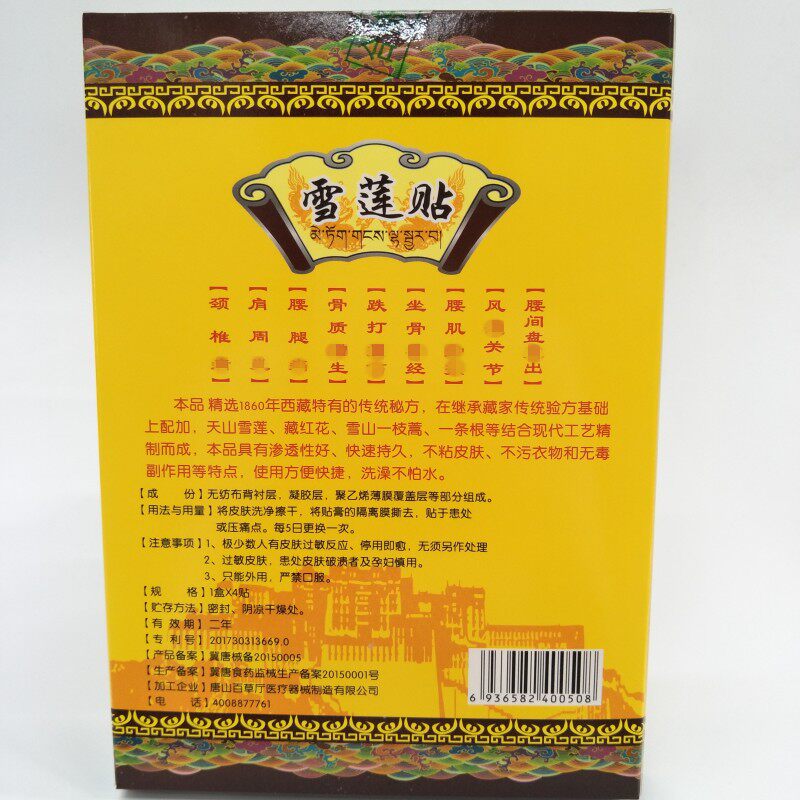 雪莲贴
མེ་ཏོག་གངས་ལྷ་སྦྱར་བ།
【颈椎】
【肩周】
【腰腿】
【骨质生】
【跌打】
【坐骨经】
【腰肌】
【风关节】
【腰间盘出】
本品 精选1860年西藏特有的传统秘方，在继承藏家传统验方基础
上配加，天山雪莲、藏红花、雪山一枝蒿、一条根等结合现代工艺精
制而成，本品具有渗透性好、快速持久，不粘皮肤、不污衣物和无毒
副作用等特点，使用方便快捷，洗澡不怕水。
【成 份】无纺布背衬层，凝胶层，聚乙烯薄膜覆盖层等部分组成。
【用法与用量】将皮肤洗净擦干，将贴膏的隔离膜撕去，贴于患处
或压痛点。每5日更换一次。
【注意事项】1、极少数人有皮肤过敏反应、停用即愈，无须另作处理
2、过敏皮肤，患处皮肤破溃者及孕妇慎用。
3、只能外用，严禁口服。
【规 格】1盒X4贴
【贮存方法】密封、阴凉干燥处。
【有 效 期】二年
【专 利 号】201730313669.0
【产品备案】冀唐械备20150005
【生产备案】冀唐食药监械生产备案20150001号
【加工企业】唐山百草厅医疗器械制造有限公司
【电 话】4008877761
6 936582 400508